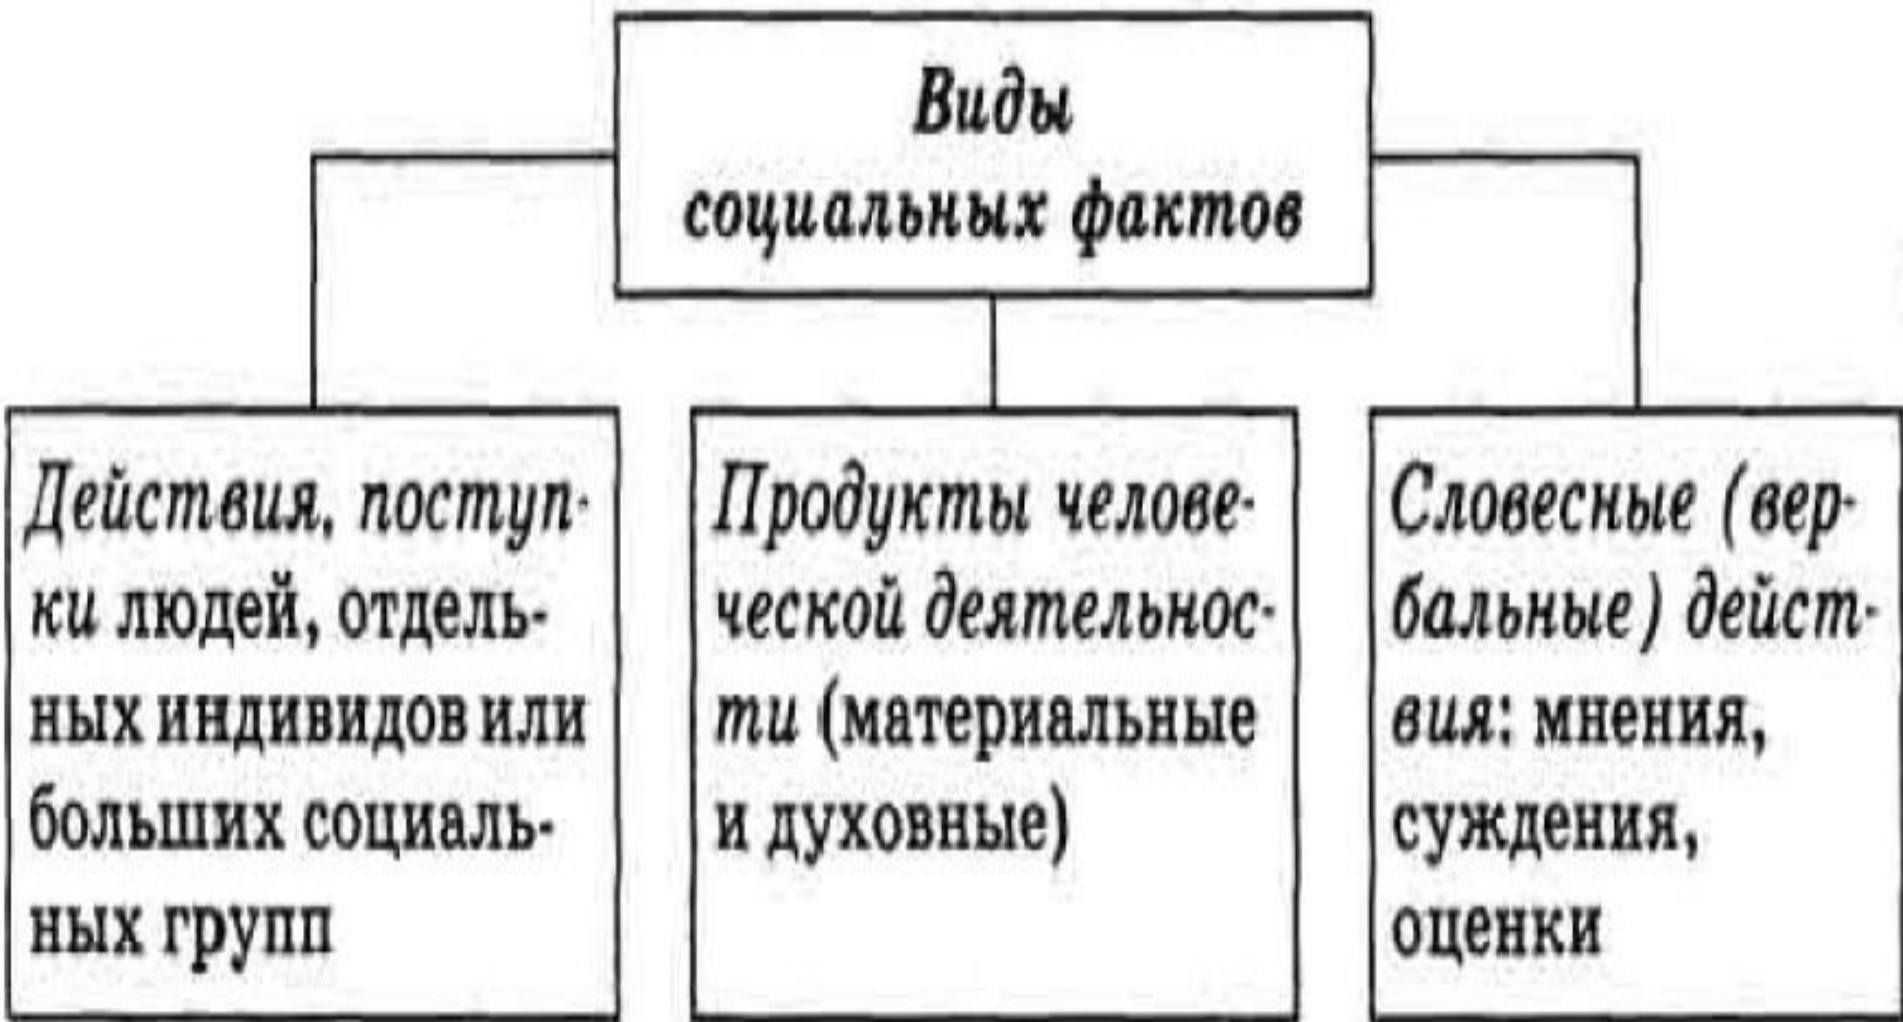 Виды
социальных фактов
Действия, поступ-
ки людей, отдель-
ных индивидов или
больших социаль-
ных групп
Продукты челове-
ческой деятельнос-
ти (материальные
и духовные)
Словесные (вер-
бальные) дейст-
вия: мнения,
суждения,
оценки